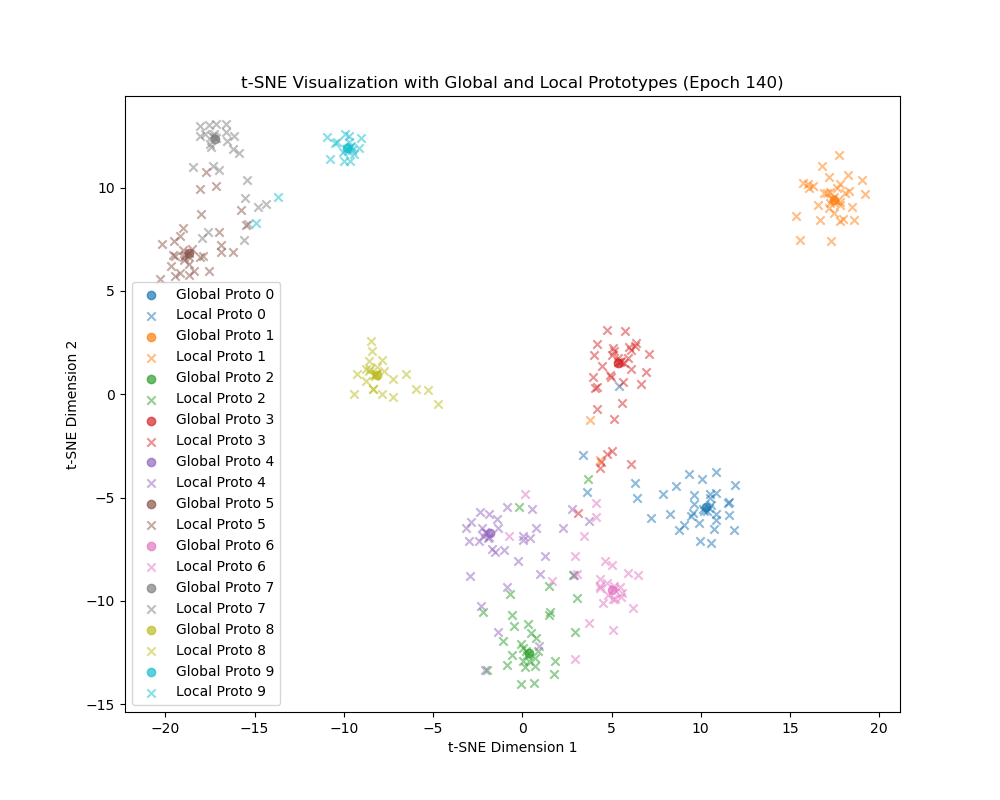 t-SNE Visualization with Global and Local Prototypes (Epoch 140)
10
5
0
−5
−10
−15
t-SNE Dimension 2
Global Proto 0
Local Proto 0
Global Proto 1
Local Proto 1
Global Proto 2
Local Proto 2
Global Proto 3
Local Proto 3
Global Proto 4
Local Proto 4
Global Proto 5
Local Proto 5
Global Proto 6
Local Proto 6
Global Proto 7
Local Proto 7
Global Proto 8
Local Proto 8
Global Proto 9
Local Proto 9
−20 −15 −10 −5 0 5 10 15 20
t-SNE Dimension 1